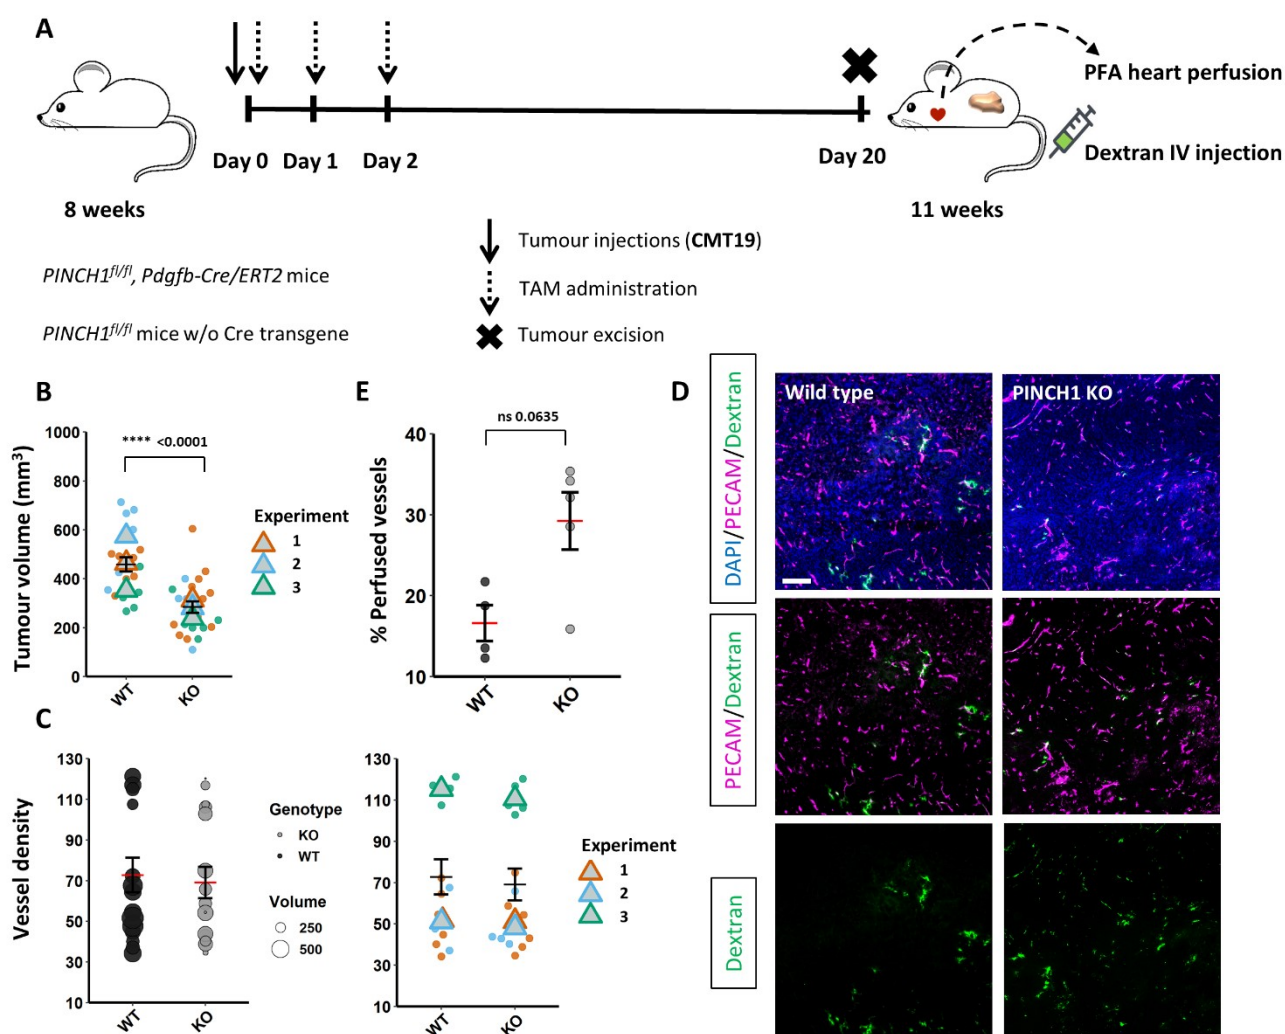 A
PFA heart perfusion
Dextran IV injection
Day 0 Day 1 Day 2
Day 20
8 weeks
11 weeks
Tumour injections (CMT19)
PINCH1fl/fl, Pdgfb-Cre/ERT2 mice
TAM administration
PINCH1fl/fl mice w/o Cre transgene
Tumour excision
B
Tumour volume (mm3)
1000
800
600
400
200
0
**** <0.0001
WT
KO
Experiment
1
2
3
E
% Perfused vessels
40
30
20
10
ns 0.0635
WT
KO
D
Wild type
PINCH1 KO
DAPI/PECAM/Dextran
PECAM/Dextran
Dextran
C
Vessel density
130
110
90
70
50
30
10
WT
KO
Genotype
KO
WT
Volume
250
500
130
110
90
70
50
30
10
WT
KO
Experiment
1
2
3